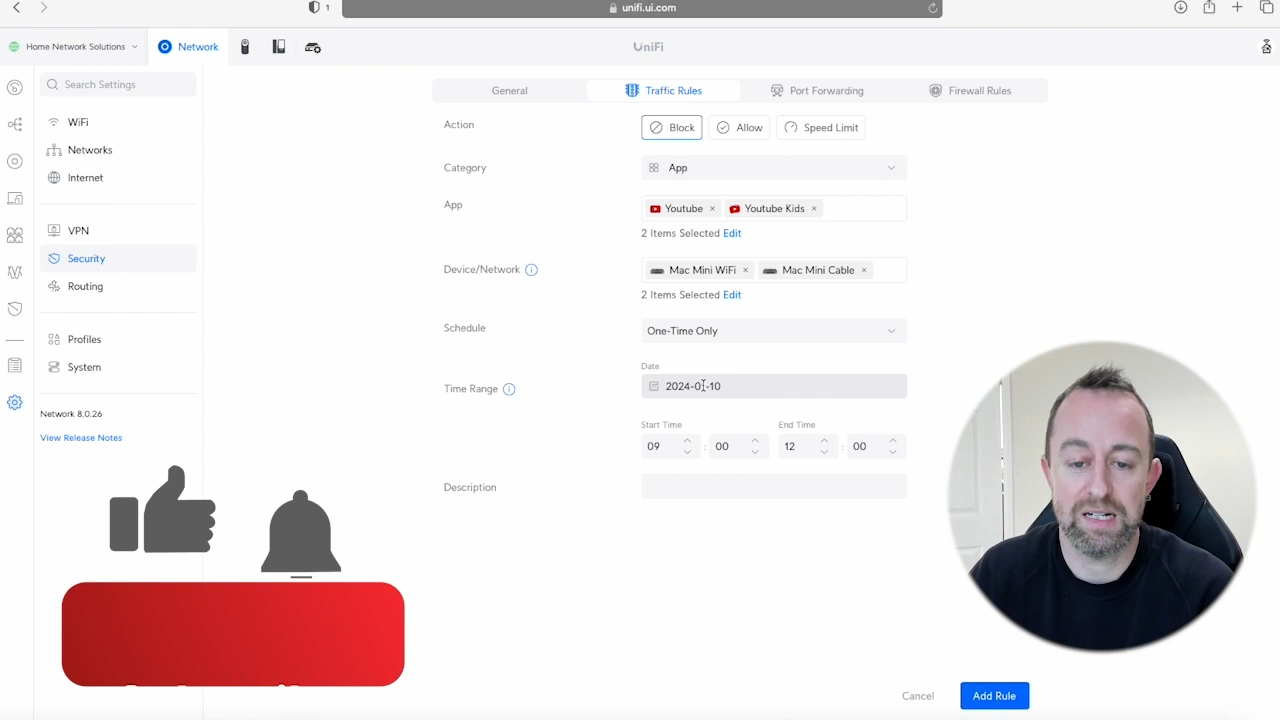 1
unifi.ui.com
Home Network Solutions
Network
UniFi
Search Settings
WiFi
Networks
Internet
VPN
Security
Routing
Profiles
System
Network 8.0.26
View Release Notes
General
Traffic Rules
Port Forwarding
Firewall Rules
Action
Block
Allow
Speed Limit
Category
App
App
Youtube ×
Youtube Kids ×
2 Items Selected Edit
Device/Network
Mac Mini WiFi ×
Mac Mini Cable ×
2 Items Selected Edit
Schedule
One-Time Only
Date
Time Range
2024-01-10
Start Time
End Time
09 : 00
12 : 00
Description
Cancel
Add Rule